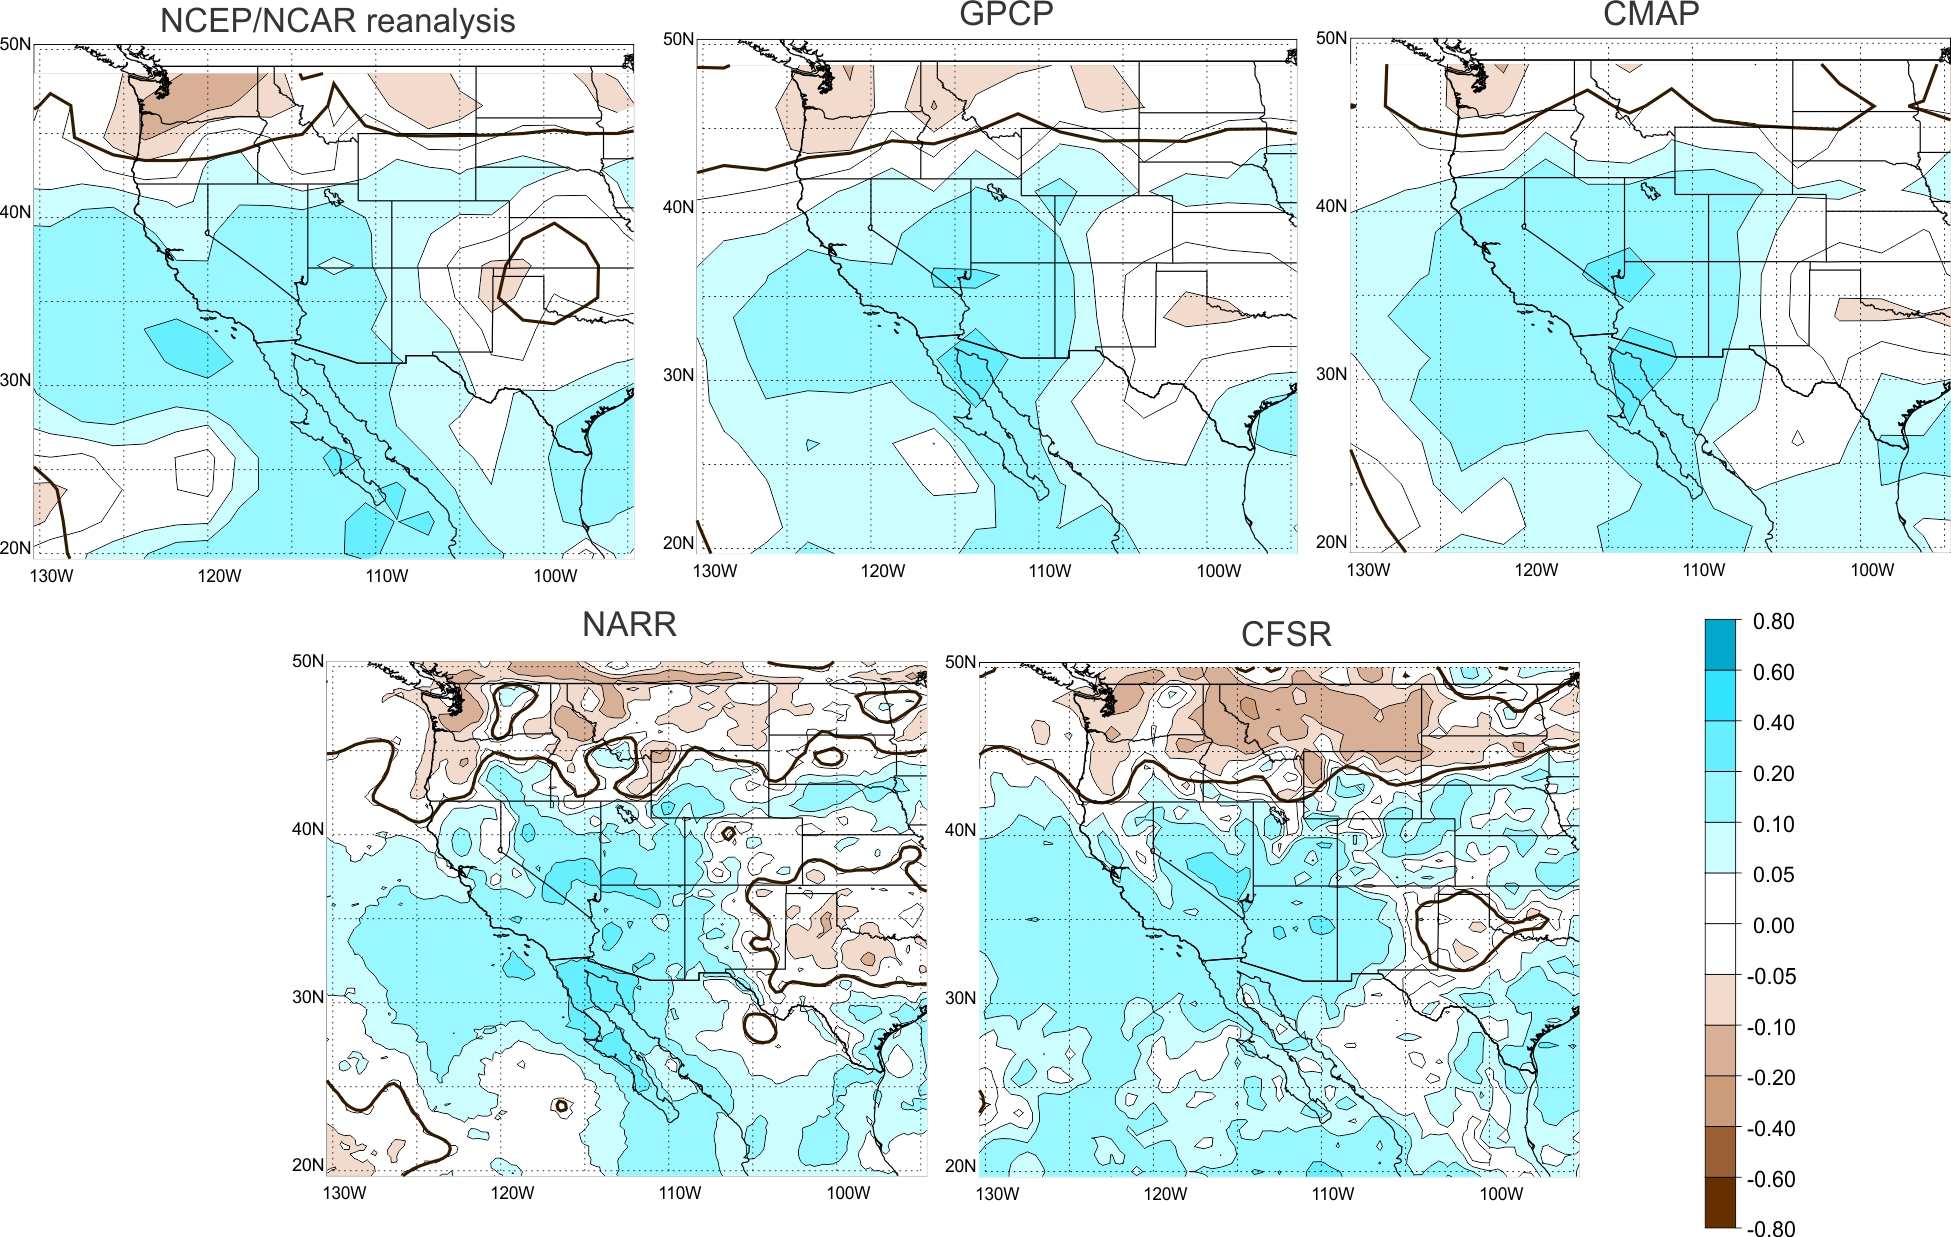 NCEP/NCAR reanalysis
GPCP
CMAP
50N
40N
30N
20N
130W 120W 110W 100W
50N
40N
30N
20N
130W 120W 110W 100W
50N
40N
30N
20N
130W 120W 110W 100W
NARR
CFSR
50N
40N
30N
20N
130W 120W 110W 100W
50N
40N
30N
20N
130W 120W 110W 100W
0.80
0.60
0.40
0.20
0.10
0.05
0.00
-0.05
-0.10
-0.20
-0.40
-0.60
-0.80